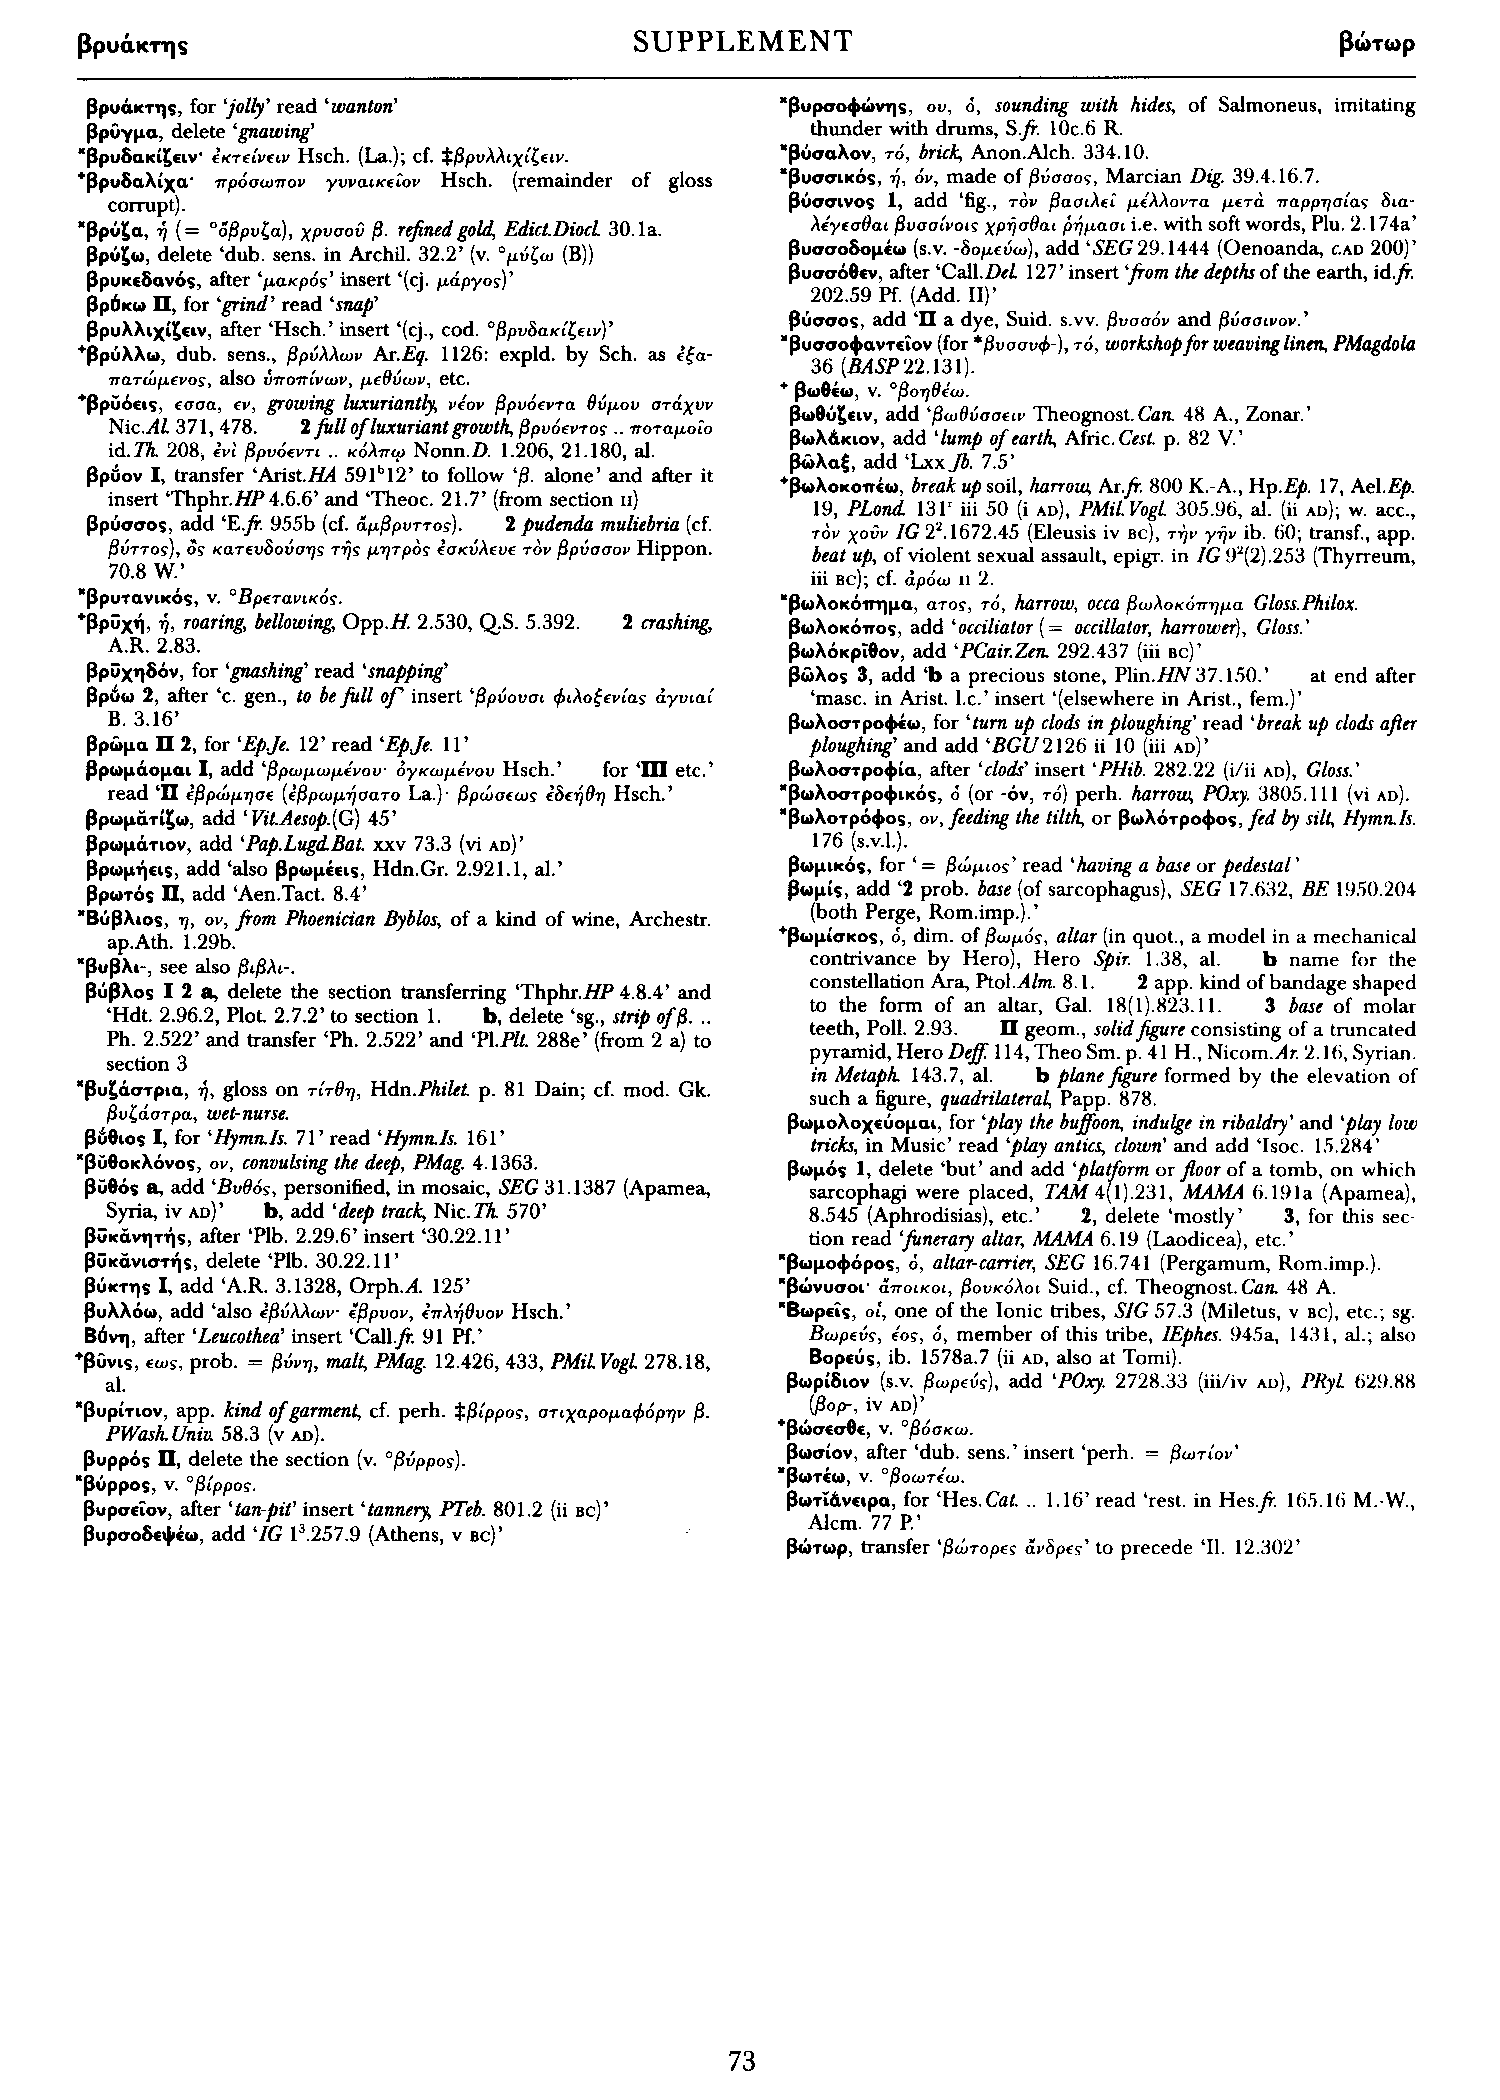 βρυάκτης SUPPLEMENT βώτωρ
βρυάκτης, for ‘jolly’ read ‘wanton’
βρῦγμα, delete ‘gnawing’
*βρυδακίζειν· ἐκτείνειν Hsch. (La.); cf. ‡βρυλλιχίζειν.
⁺βρυδαλίχα· πρόσωπον γυναικεῖον Hsch. (remainder of gloss
corrupt).
*βρύζα, ἡ (= °ὄβρυζα), χρυσοῦ β. refined gold, Edict.Diocl. 30.1a.
βρύζω, delete ‘dub. sens. in Archil. 32.2’ (v. °μύζω (B))
βρυκεδανός, after ‘μακρός’ insert ‘(cj. μάργος)’
βρύκω II, for ‘grind’ read ‘snap’
βρυλλιχίζειν, after ‘Hsch.’ insert ‘(cj., cod. °βρυδακίζειν)’
⁺βρύλλω, dub. sens., βρύλλων Ar.Eq. 1126: expld. by Sch. as ἐξα-
πατώμενος, also ὑποπίνων, μεθύων, etc.
⁺βρῠόεις, εσσα, εν, growing luxuriantly, νέον βρυόεντα θύμου στάχυν
Nic.Al. 371, 478. 2 full of luxuriant growth, βρυόεντος .. ποταμοῖο
id.Th. 208, ἐνὶ βρυόεντι .. κόλπῳ Nonn.D. 1.206, 21.180, al.
βρύον I, transfer ‘Arist.HA 591ᵇ12’ to follow ‘β. alone’ and after it
insert ‘Thphr.HP 4.6.6’ and ‘Theoc. 21.7’ (from section II)
βρύσσος, add ‘E.fr. 955b (cf. ἄμβρυττος). 2 pudenda muliebria (cf.
βύττος), ὃς κατευδούσης τῆς μητρὸς ἐσκύλευε τὸν βρύσσον Hippon.
70.8 W.’
*βρυτανικός, v. °Βρετανικός.
⁺βρῡχή, ἡ, roaring, bellowing, Opp.H. 2.530, Q.S. 5.392. 2 crashing,
A.R. 2.83.
βρῡχηδόν, for ‘gnashing’ read ‘snapping’
βρύω 2, after ‘c. gen., to be full of’ insert ‘βρύουσι φιλοξενίας ἀγυιαί
B. 3.16’
βρῶμα II 2, for ‘EpJe. 12’ read ‘EpJe. 11’
βρωμάομαι I, add ‘βρωμωμένου· ὀγκωμένου Hsch.’ for ‘III etc.’
read ‘II ἐβρώμησε (ἐβρωμήσατο La.)· βρώσεως ἐδεήθη Hsch.’
βρωμᾰτίζω, add ‘Vit.Aesop.(G) 45’
βρωμάτιον, add ‘Pap.Lugd.Bat. XXV 73.3 (vi AD)’
βρωμήεις, add ‘also βρωμέεις, Hdn.Gr. 2.921.1, al.’
βρωτός II, add ‘Aen.Tact. 8.4’
*Βύβλιος, η, ον, from Phoenician Byblos, of a kind of wine, Archestr.
ap.Ath. 1.29b.
*βυβλι-, see also βιβλι-.
βύβλος I 2 a, delete the section transferring ‘Thphr.HP 4.8.4’ and
‘Hdt. 2.96.2, Plot. 2.7.2’ to section 1. b, delete ‘sg., strip of β. ..
Ph. 2.522’ and transfer ‘Ph. 2.522’ and ‘Pl.Plt. 288e’ (from 2 a) to
section 3
*βυζάστρια, ἡ, gloss on τίτθη, Hdn.Philet. p. 81 Dain; cf. mod. Gk.
βυζάστρα, wet-nurse.
βύθιος I, for ‘Hymn.Is. 71’ read ‘Hymn.Is. 161’
*βῠθοκλόνος, ον, convulsing the deep, PMag. 4.1363.
βῠθός a, add ‘Βυθός, personified, in mosaic, SEG 31.1387 (Apamea,
Syria, iv AD)’ b, add ‘deep track, Nic.Th. 570’
βῡκᾰνητής, after ‘Plb. 2.29.6’ insert ‘30.22.11’
βῡκᾰνιστής, delete ‘Plb. 30.22.11’
βύκτης I, add ‘A.R. 3.1328, Orph.A. 125’
βυλλόω, add ‘also ἐβύλλων· ἔβρυον, ἐπλήθυον Hsch.’
Βύνη, after ‘Leucothea’ insert ‘Call.fr. 91 Pf.’
⁺βῦνις, εως, prob. = βύνη, malt, PMag. 12.426, 433, PMil.Vogl. 278.18,
al.
*βυρίτιον, app. kind of garment, cf. perh. ‡βίρρος, στιχαρομαφόρην β.
PWash.Univ. 58.3 (v AD).
βυρρός II, delete the section (v. °βύρρος).
*βύρρος, v. °βίρρος.
βυρσεῖον, after ‘tan-pit’ insert ‘tannery, PTeb. 801.2 (ii BC)’
βυρσοδεψέω, add ‘IG 1³.257.9 (Athens, v BC)’
*βυρσοφώνης, ου, ὁ, sounding with hides, of Salmoneus, imitating
thunder with drums, S.fr. 10c.6 R.
*βύσαλον, τό, brick, Anon.Alch. 334.10.
*βυσσικός, ή, όν, made of βύσσος, Marcian Dig. 39.4.16.7.
βύσσινος 1, add ‘fig., τὸν βασιλεῖ μέλλοντα μετὰ παρρησίας δια-
λέγεσθαι βυσσίνοις χρῆσθαι ῥήμασι i.e. with soft words, Plu. 2.174a’
βυσσοδομέω (s.v. -δομεύω), add ‘SEG 29.1444 (Oenoanda, c.AD 200)’
βυσσόθεν, after ‘Call.Del. 127’ insert ‘from the depths of the earth, id.fr.
202.59 Pf. (Add. II)’
βύσσος, add ‘II a dye, Suid. s.vv. βυσσόν and βύσσινον.’
*βυσσοφαντεῖον (for *βυσσυφ-), τό, workshop for weaving linen, PMagdola
36 (BASP 22.131).
⁺ βωθέω, v. °βοηθέω.
βωθύζειν, add ‘βωθύσσειν Theognost.Can. 48 A., Zonar.’
βωλάκιον, add ‘lump of earth, Afric.Cest. p. 82 V.’
βῶλαξ, add ‘LXX Jb. 7.5’
⁺βωλοκοπέω, break up soil, harrow, Ar.fr. 800 K.-A., Hp.Ep. 17, Ael.Ep.
19, PLond. 131ʳ iii 50 (i AD), PMil.Vogl. 305.96, al. (ii AD); w. acc.,
τὸν χοῦν IG 2².1672.45 (Eleusis iv BC), τὴν γῆν ib. 60; transf., app.
beat up, of violent sexual assault, epigr. in IG 9²(2).253 (Thyrreum,
iii BC); cf. ἀρόω II 2.
*βωλοκόπημα, ατος, τό, harrow, occa βωλοκόπημα Gloss.Philox.
βωλοκόπος, add ‘occiliator (= occillator, harrower), Gloss.’
βωλόκρῑθον, add ‘PCair.Zen. 292.437 (iii BC)’
βῶλος 3, add ‘b a precious stone, Plin.HN 37.150.’ at end after
‘masc. in Arist. l.c.’ insert ‘(elsewhere in Arist., fem.)’
βωλοστροφέω, for ‘turn up clods in ploughing’ read ‘break up clods after
ploughing’ and add ‘BGU 2126 ii 10 (iii AD)’
βωλοστροφία, after ‘clods’ insert ‘PHib. 282.22 (i/ii AD), Gloss.’
*βωλοστροφικός, ὁ (or -όν, τό) perh. harrow, POxy. 3805.111 (vi AD).
*βωλοτρόφος, ον, feeding the tilth, or βωλότροφος, fed by silt, Hymn.Is.
176 (s.v.l.).
βωμικός, for ‘= βώμιος’ read ‘having a base or pedestal’
βωμίς, add ‘2 prob. base (of sarcophagus), SEG 17.632, BE 1950.204
(both Perge, Rom.imp.).’
⁺βωμίσκος, ὁ, dim. of βωμός, altar (in quot., a model in a mechanical
contrivance by Hero), Hero Spir. 1.38, al. b name for the
constellation Ara, Ptol.Alm. 8.1. 2 app. kind of bandage shaped
to the form of an altar, Gal. 18(1).823.11. 3 base of molar
teeth, Poll. 2.93. II geom., solid figure consisting of a truncated
pyramid, Hero Deff. 114, Theo Sm. p. 41 H., Nicom.Ar. 2.16, Syrian.
in Metaph. 143.7, al. b plane figure formed by the elevation of
such a figure, quadrilateral, Papp. 878.
βωμολοχεύομαι, for ‘play the buffoon, indulge in ribaldry’ and ‘play low
tricks, in Music’ read ‘play antics, clown’ and add ‘Isoc. 15.284’
βωμός 1, delete ‘but’ and add ‘platform or floor of a tomb, on which
sarcophagi were placed, TAM 4(1).231, MAMA 6.191a (Apamea),
8.545 (Aphrodisias), etc.’ 2, delete ‘mostly’ 3, for this sec-
tion read ‘funerary altar, MAMA 6.19 (Laodicea), etc.’
*βωμοφόρος, ὁ, altar-carrier, SEG 16.741 (Pergamum, Rom.imp.).
*βώνυσοι· ἄποικοι, βουκόλοι Suid., cf. Theognost.Can. 48 A.
*Βωρεῖς, οἱ, one of the Ionic tribes, SIG 57.3 (Miletus, v BC), etc.; sg.
Βωρεύς, έος, ὁ, member of this tribe, IEphes. 945a, 1431, al.; also
Βορεύς, ib. 1578a.7 (ii AD, also at Tomi).
βωρίδιον (s.v. βωρεύς), add ‘POxy. 2728.33 (iii/iv AD), PRyl. 629.88
(βορ-, iv AD)’
⁺βώσεσθε, v. °βόσκω.
βωσίον, after ‘dub. sens.’ insert ‘perh. = βωτίον’
*βωτέω, v. °βοωτέω.
βωτῐάνειρα, for ‘Hes.Cat. .. 1.16’ read ‘rest. in Hes.fr. 165.16 M.-W.,
Alcm. 77 P.’
βώτωρ, transfer ‘βώτορες ἄνδρες’ to precede ‘Il. 12.302’
73